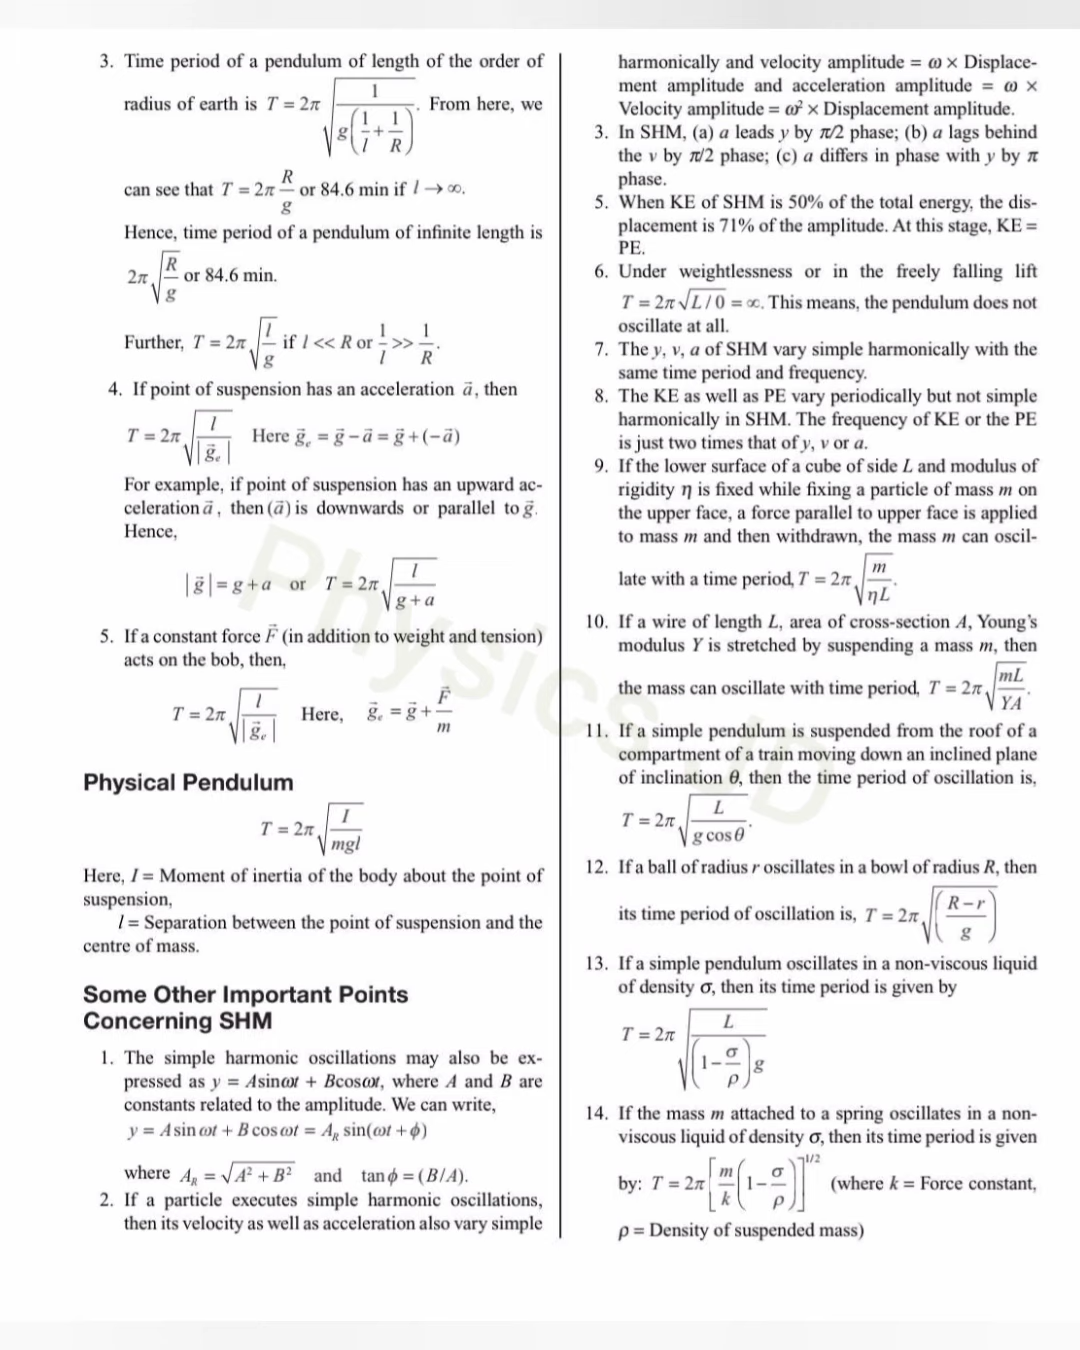 3. Time period of a pendulum of length of the order of
radius of earth is T = 2π √(1 / (g(1/l + 1/R))). From here, we
can see that T = 2π R/g or 84.6 min if l → ∞.
Hence, time period of a pendulum of infinite length is
2π √(R/g) or 84.6 min.
Further, T = 2π √(l/g) if l << R or 1/l >> 1/R.
4. If point of suspension has an acceleration a⃗, then
T = 2π √(l/|g⃗ₑ|) Here g⃗ₑ = g⃗ − a⃗ = g⃗ + (−a⃗)
For example, if point of suspension has an upward ac-
celeration a⃗, then (a⃗) is downwards or parallel to g⃗.
Hence,
|g⃗| = g + a or T = 2π √(l/(g + a))
5. If a constant force F⃗ (in addition to weight and tension)
acts on the bob, then,
T = 2π √(l/|g⃗ₑ|) Here, g⃗ₑ = g⃗ + F⃗/m
Physical Pendulum
T = 2π √(I/mgl)
Here, I = Moment of inertia of the body about the point of
suspension,
l = Separation between the point of suspension and the
centre of mass.
Some Other Important Points
Concerning SHM
1. The simple harmonic oscillations may also be ex-
pressed as y = Asinωt + Bcosωt, where A and B are
constants related to the amplitude. We can write,
y = A sin ωt + B cos ωt = A_R sin(ωt + ϕ)
where A_R = √(A² + B²) and tan ϕ = (B/A).
2. If a particle executes simple harmonic oscillations,
then its velocity as well as acceleration also vary simple
harmonically and velocity amplitude = ω × Displace-
ment amplitude and acceleration amplitude = ω ×
Velocity amplitude = ω² × Displacement amplitude.
3. In SHM, (a) a leads y by π/2 phase; (b) a lags behind
the v by π/2 phase; (c) a differs in phase with y by π
phase.
5. When KE of SHM is 50% of the total energy, the dis-
placement is 71% of the amplitude. At this stage, KE =
PE.
6. Under weightlessness or in the freely falling lift
T = 2π √(L/0) = ∞. This means, the pendulum does not
oscillate at all.
7. The y, v, a of SHM vary simple harmonically with the
same time period and frequency.
8. The KE as well as PE vary periodically but not simple
harmonically in SHM. The frequency of KE or the PE
is just two times that of y, v or a.
9. If the lower surface of a cube of side L and modulus of
rigidity η is fixed while fixing a particle of mass m on
the upper face, a force parallel to upper face is applied
to mass m and then withdrawn, the mass m can oscil-
late with a time period, T = 2π √(m/ηL).
10. If a wire of length L, area of cross-section A, Young's
modulus Y is stretched by suspending a mass m, then
the mass can oscillate with time period, T = 2π √(mL/YA).
11. If a simple pendulum is suspended from the roof of a
compartment of a train moving down an inclined plane
of inclination θ, then the time period of oscillation is,
T = 2π √(L/(g cos θ)).
12. If a ball of radius r oscillates in a bowl of radius R, then
its time period of oscillation is, T = 2π √((R − r)/g)
13. If a simple pendulum oscillates in a non-viscous liquid
of density σ, then its time period is given by
T = 2π √(L / ((1 − σ/ρ) g))
14. If the mass m attached to a spring oscillates in a non-
viscous liquid of density σ, then its time period is given
by: T = 2π [m/k (1 − σ/ρ)]^1/2 (where k = Force constant,
ρ = Density of suspended mass)
Physics JD